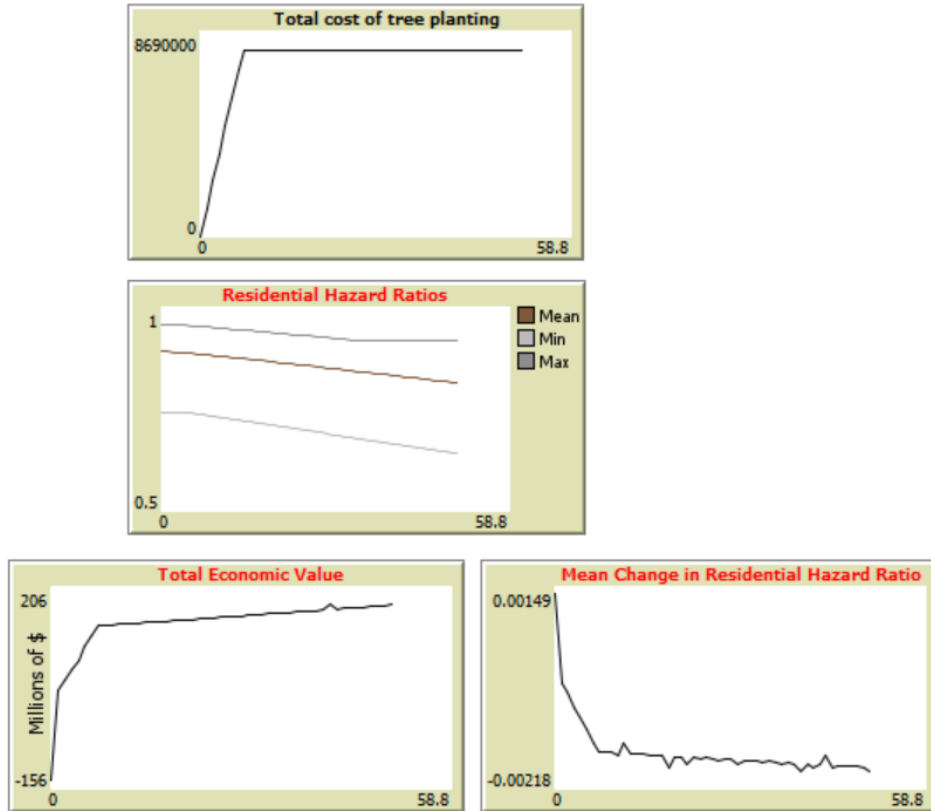 Total cost of tree planting
8690000
0
0
58.8
Residential Hazard Ratios
1
0.5
0
58.8
Mean
Min
Max
Total Economic Value
206
Millions of $
-156
0
58.8
Mean Change in Residential Hazard Ratio
0.00149
-0.00218
0
58.8